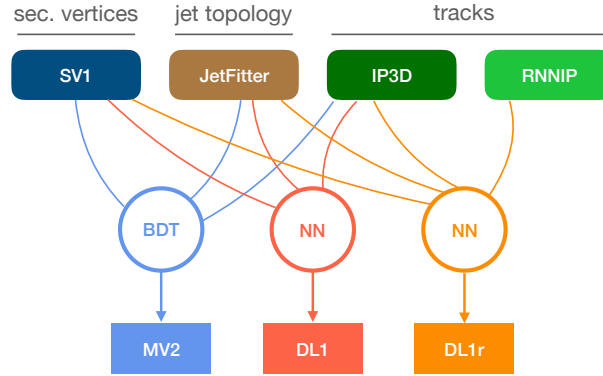 sec. vertices jet topology tracks
SV1 JetFitter IP3D RNNIP
BDT NN NN
MV2 DL1 DL1r